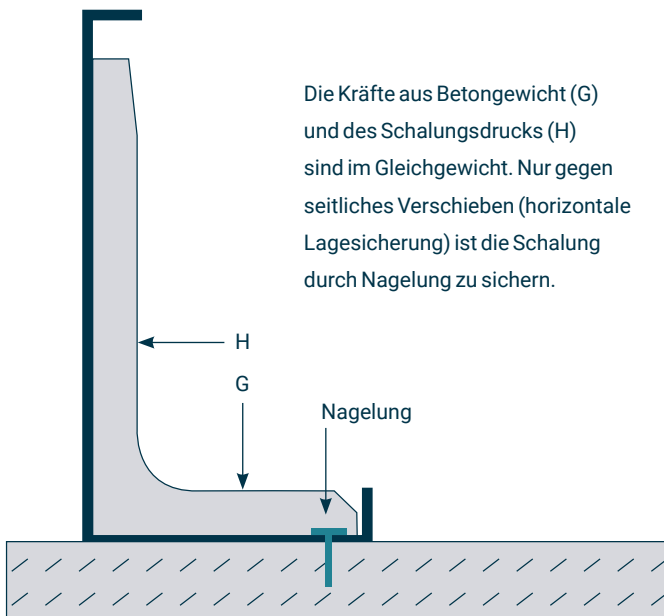 Die Kräfte aus Betongewicht (G)
und des Schalungsdrucks (H)
sind im Gleichgewicht. Nur gegen
seitliches Verschieben (horizontale
Lagesicherung) ist die Schalung
durch Nagelung zu sichern.
H
G
Nagelung